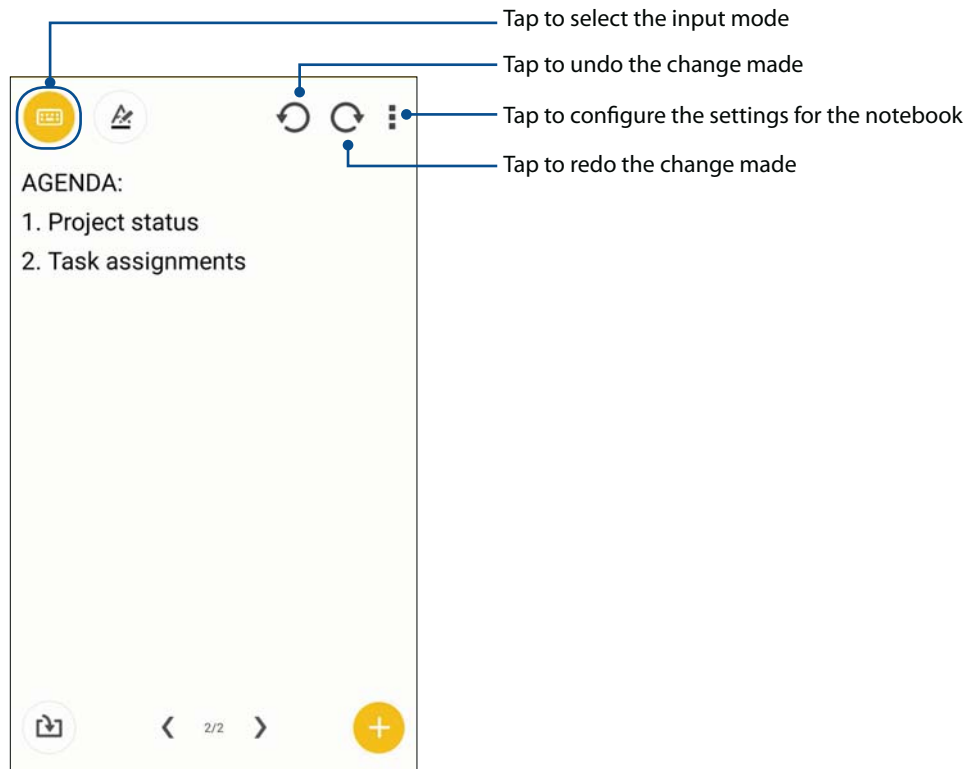 Tap to select the input mode
Tap to undo the change made
Tap to configure the settings for the notebook
Tap to redo the change made
AGENDA:
1. Project status
2. Task assignments
2/2